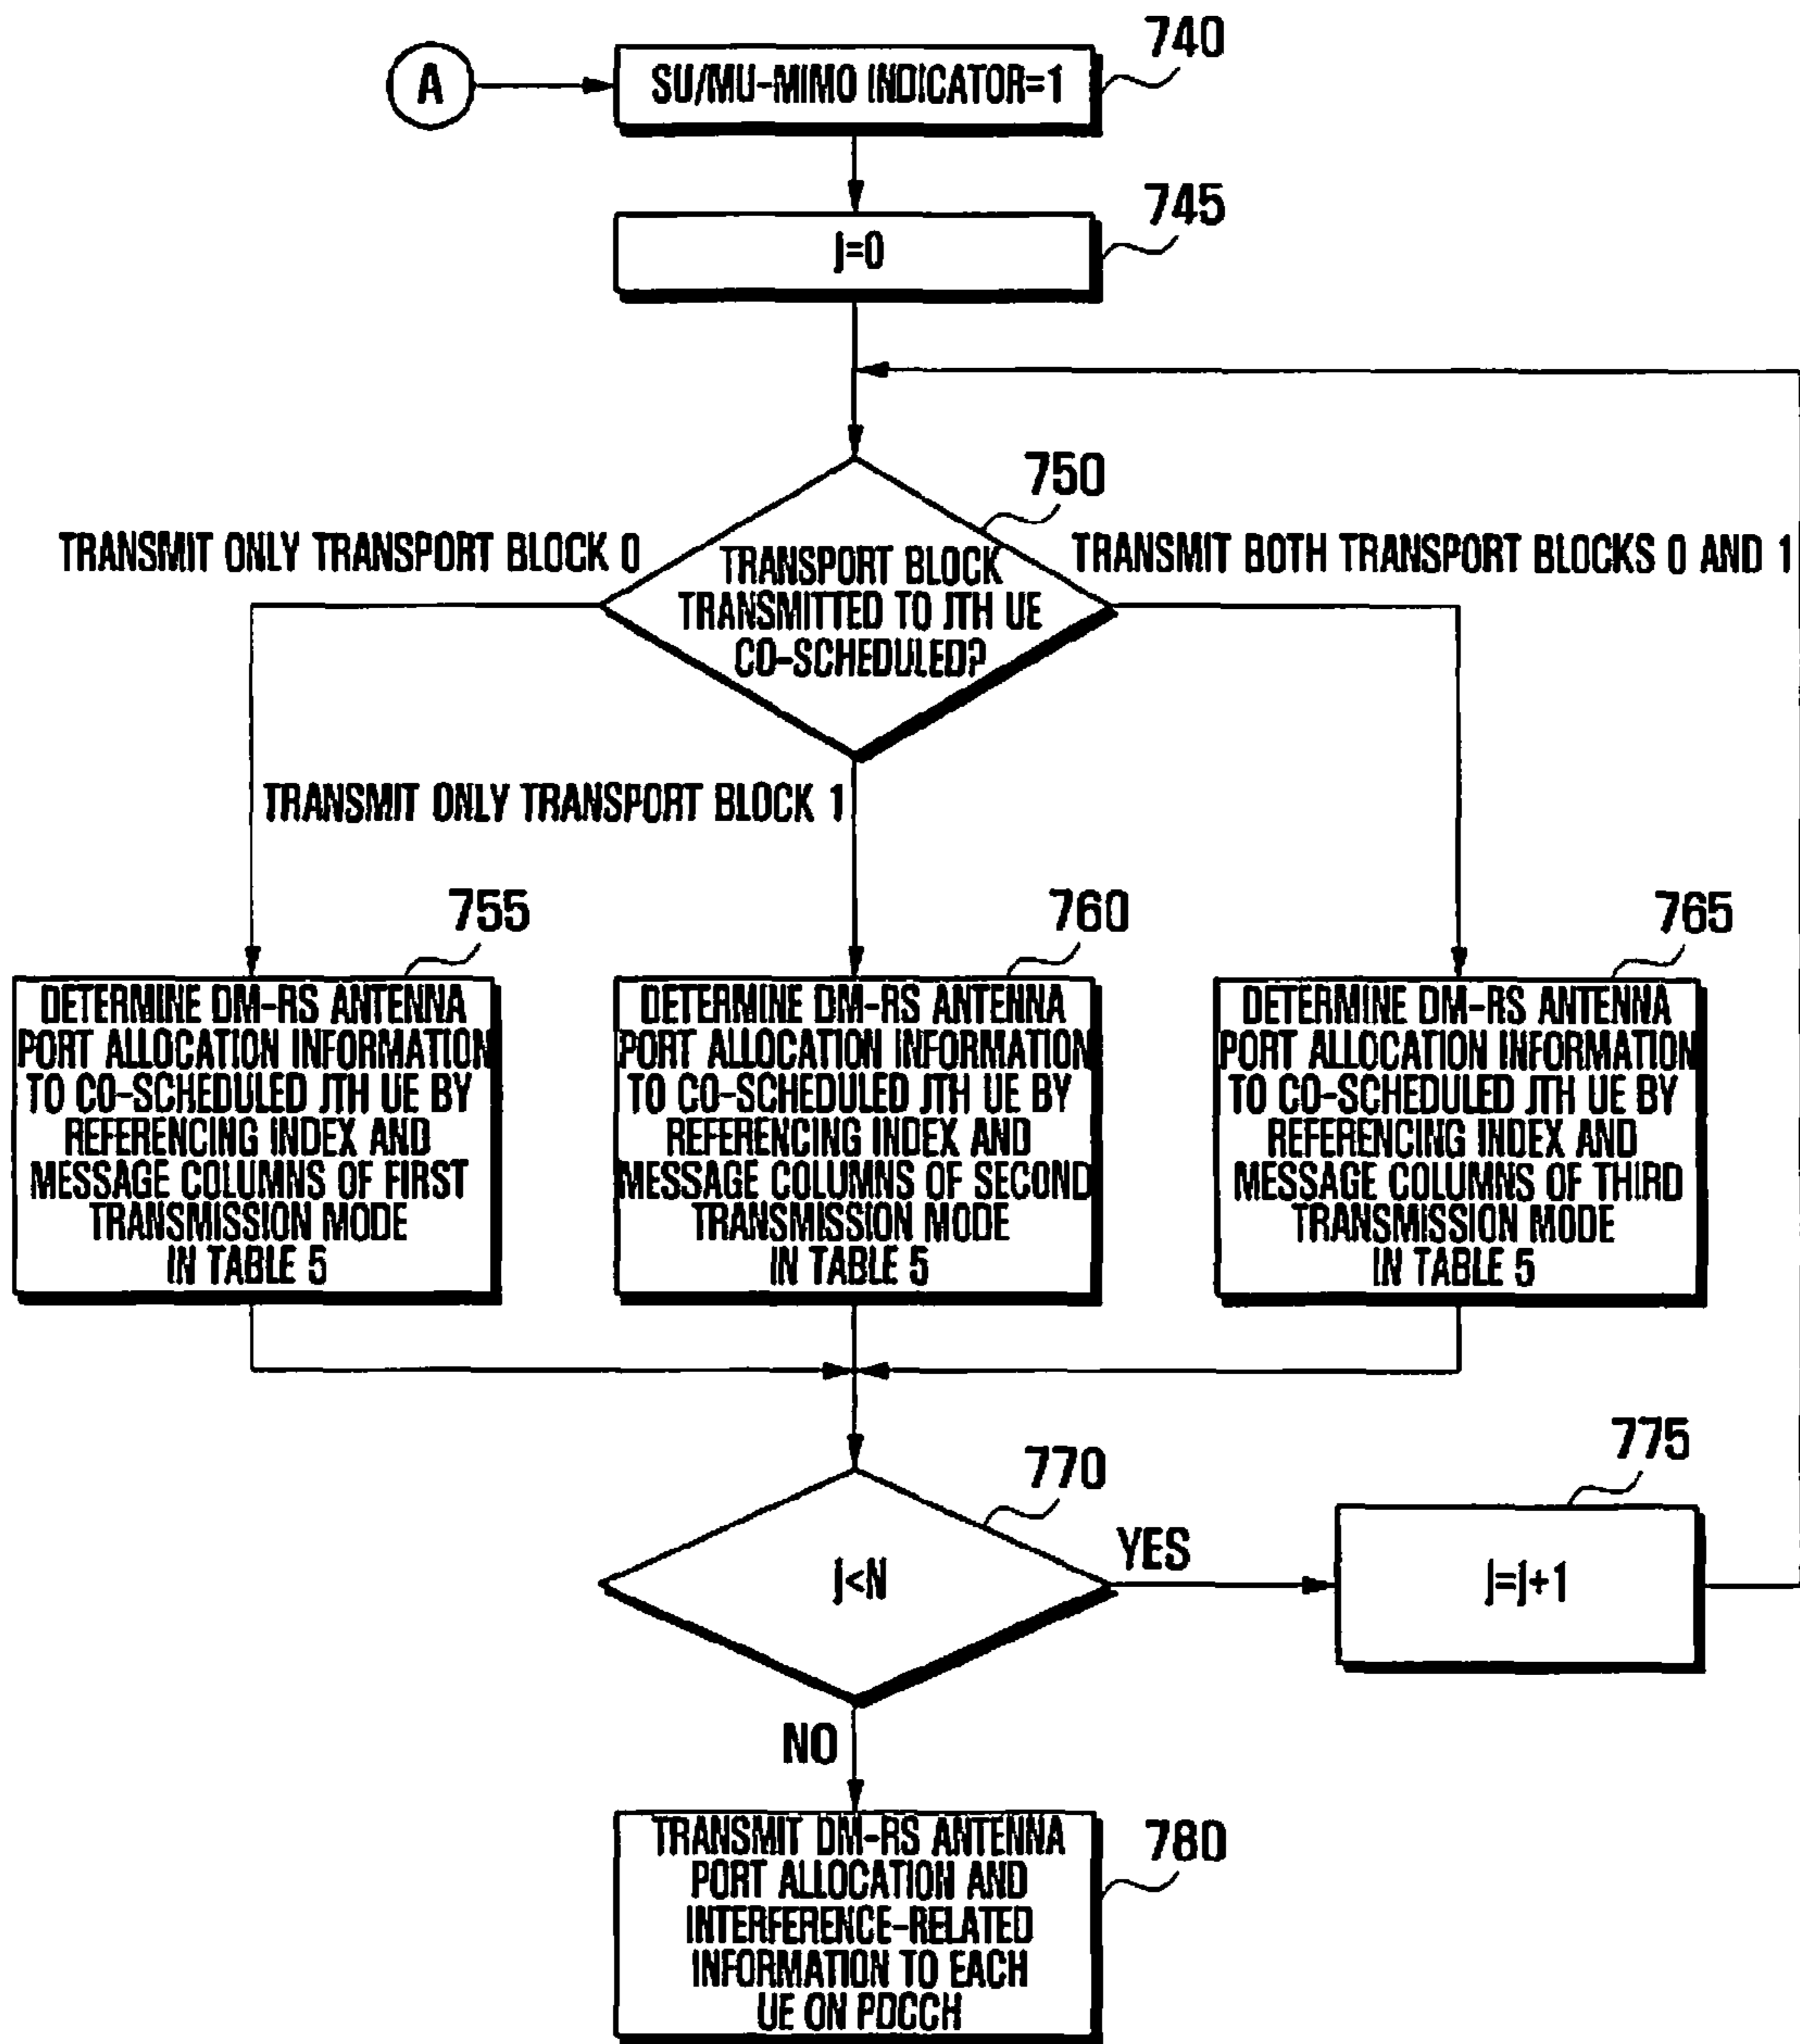 740
A
SU/MU-MIMO INDICATOR=1
745
j=0
750
TRANSMIT ONLY TRANSPORT BLOCK 0
TRANSMIT BOTH TRANSPORT BLOCKS 0 AND 1
TRANSPORT BLOCK
TRANSMITTED TO JTH UE
CO-SCHEDULED?
TRANSMIT ONLY TRANSPORT BLOCK 1
755
DETERMINE DM-RS ANTENNA
PORT ALLOCATION INFORMATION
TO CO-SCHEDULED JTH UE BY
REFERENCING INDEX AND
MESSAGE COLUMNS OF FIRST
TRANSMISSION MODE
IN TABLE 5
760
DETERMINE DM-RS ANTENNA
PORT ALLOCATION INFORMATION
TO CO-SCHEDULED JTH UE BY
REFERENCING INDEX AND
MESSAGE COLUMNS OF SECOND
TRANSMISSION MODE
IN TABLE 5
765
DETERMINE DM-RS ANTENNA
PORT ALLOCATION INFORMATION
TO CO-SCHEDULED JTH UE BY
REFERENCING INDEX AND
MESSAGE COLUMNS OF THIRD
TRANSMISSION MODE
IN TABLE 5
770
j<N
YES
775
j=j+1
NO
780
TRANSMIT DM-RS ANTENNA
PORT ALLOCATION AND
INTERFERENCE-RELATED
INFORMATION TO EACH
UE ON PDCCH